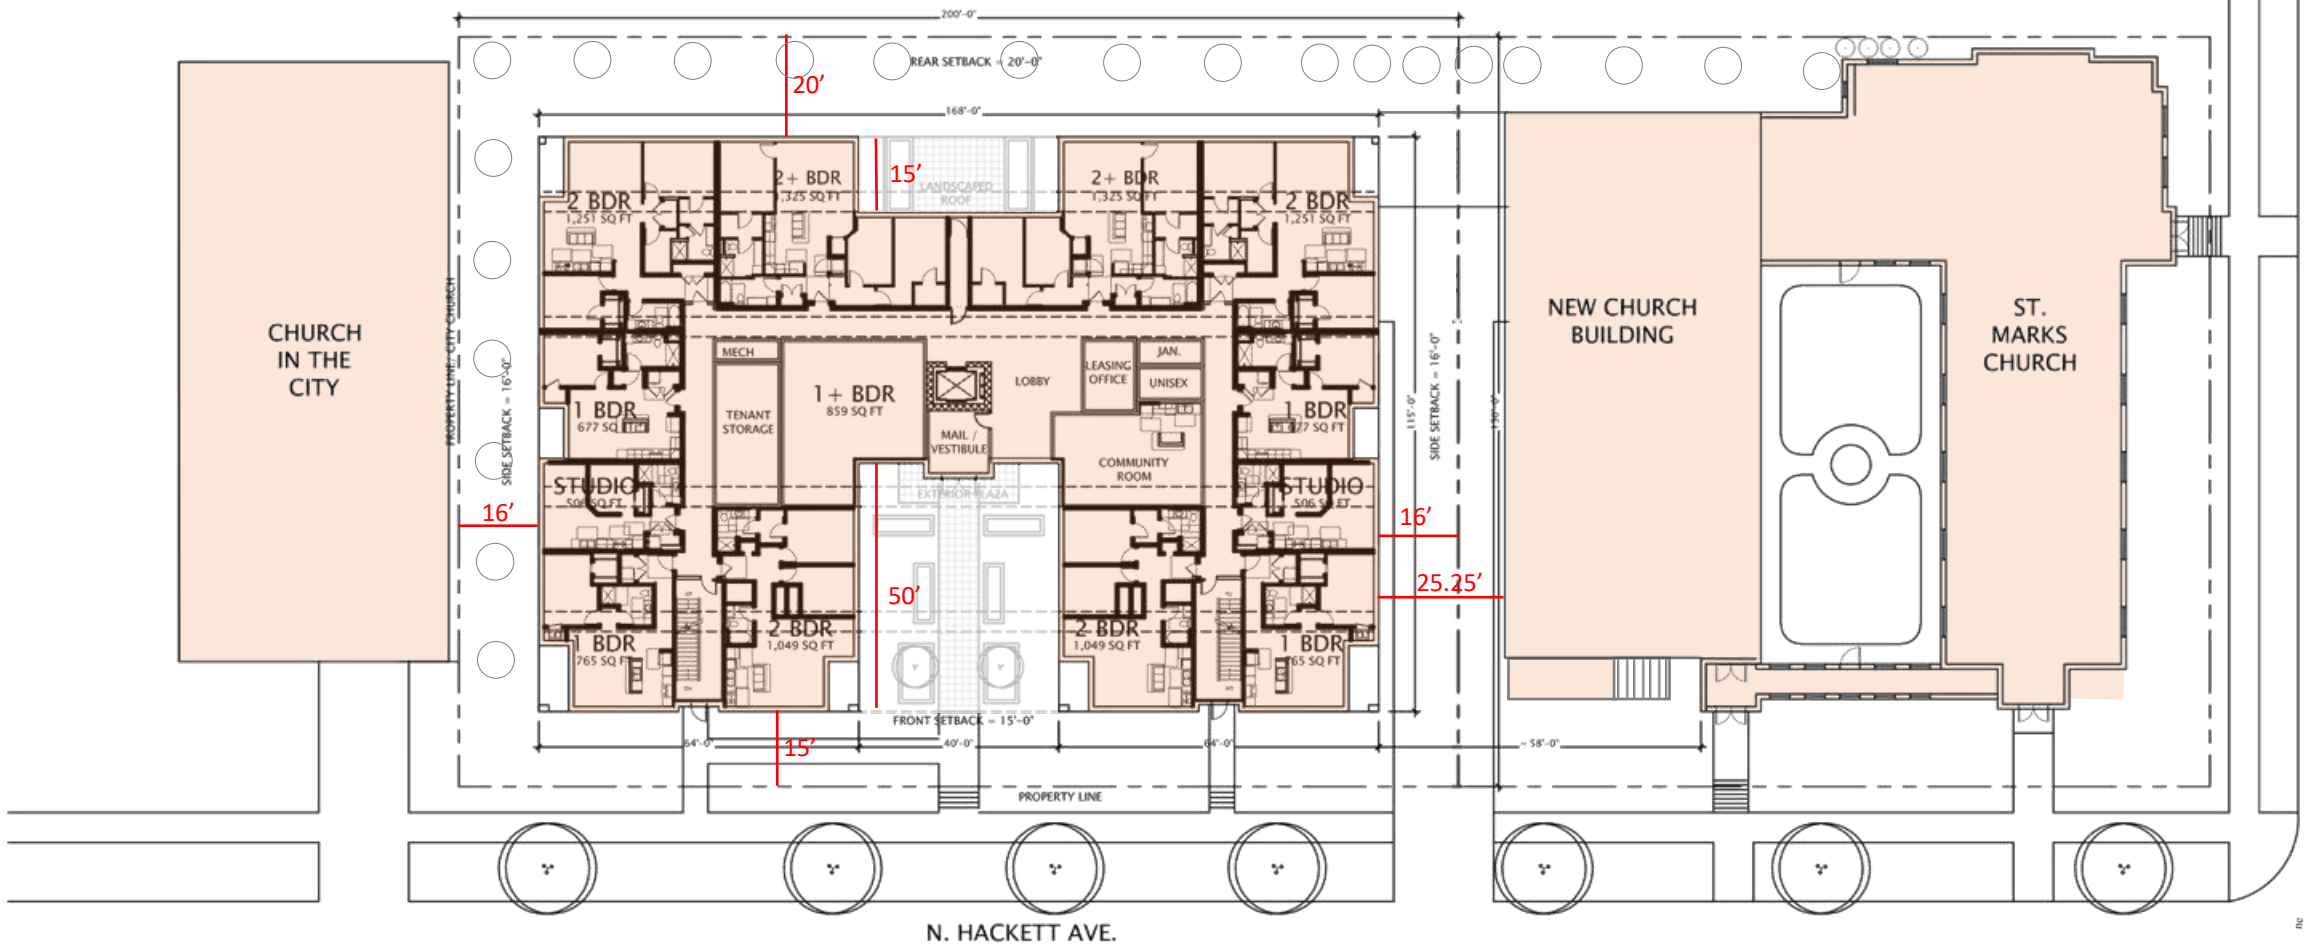 200'-0"
REAR SETBACK = 20'-0"
20'
168'-0"
15'
LANDSCAPED
ROOF
2 BDR
1,251 SQ FT
2+ BDR
1,325 SQ FT
2+ BDR
1,325 SQ FT
2 BDR
1,251 SQ FT
CHURCH
IN THE
CITY
PROPERTY LINE/ CITY CHURCH
SIDE SETBACK = 16'-0"
MECH
TENANT
STORAGE
1+ BDR
859 SQ FT
LOBBY
MAIL /
VESTIBULE
LEASING
OFFICE
JAN.
UNISEX
COMMUNITY
ROOM
1 BDR
677 SQ FT
1 BDR
677 SQ FT
115'-0"
SIDE SETBACK = 16'-0"
150'-0"
NEW CHURCH
BUILDING
ST.
MARKS
CHURCH
STUDIO
506 SQ FT
STUDIO
506 SQ FT
EXTERIOR PLAZA
16'
16'
25.25'
50'
1 BDR
765 SQ FT
2 BDR
1,049 SQ FT
2 BDR
1,049 SQ FT
1 BDR
765 SQ FT
FRONT SETBACK = 15'-0"
64'-0"
15'
40'-0"
64'-0"
~ 58'-0"
PROPERTY LINE
N. HACKETT AVE.